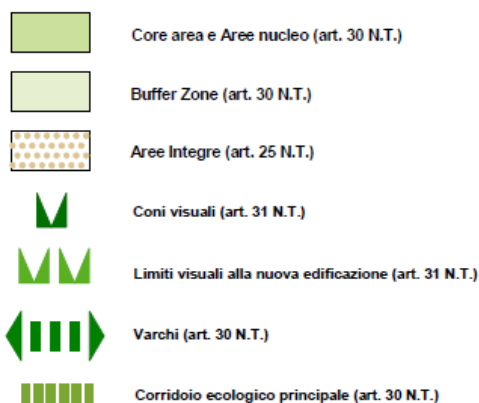 Core area e Aree nucleo (art. 30 N.T.)
Buffer Zone (art. 30 N.T.)
Aree Integre (art. 25 N.T.)
Coni visuali (art. 31 N.T.)
Limiti visuali alla nuova edificazione (art. 31 N.T.)
Varchi (art. 30 N.T.)
Corridoio ecologico principale (art. 30 N.T.)